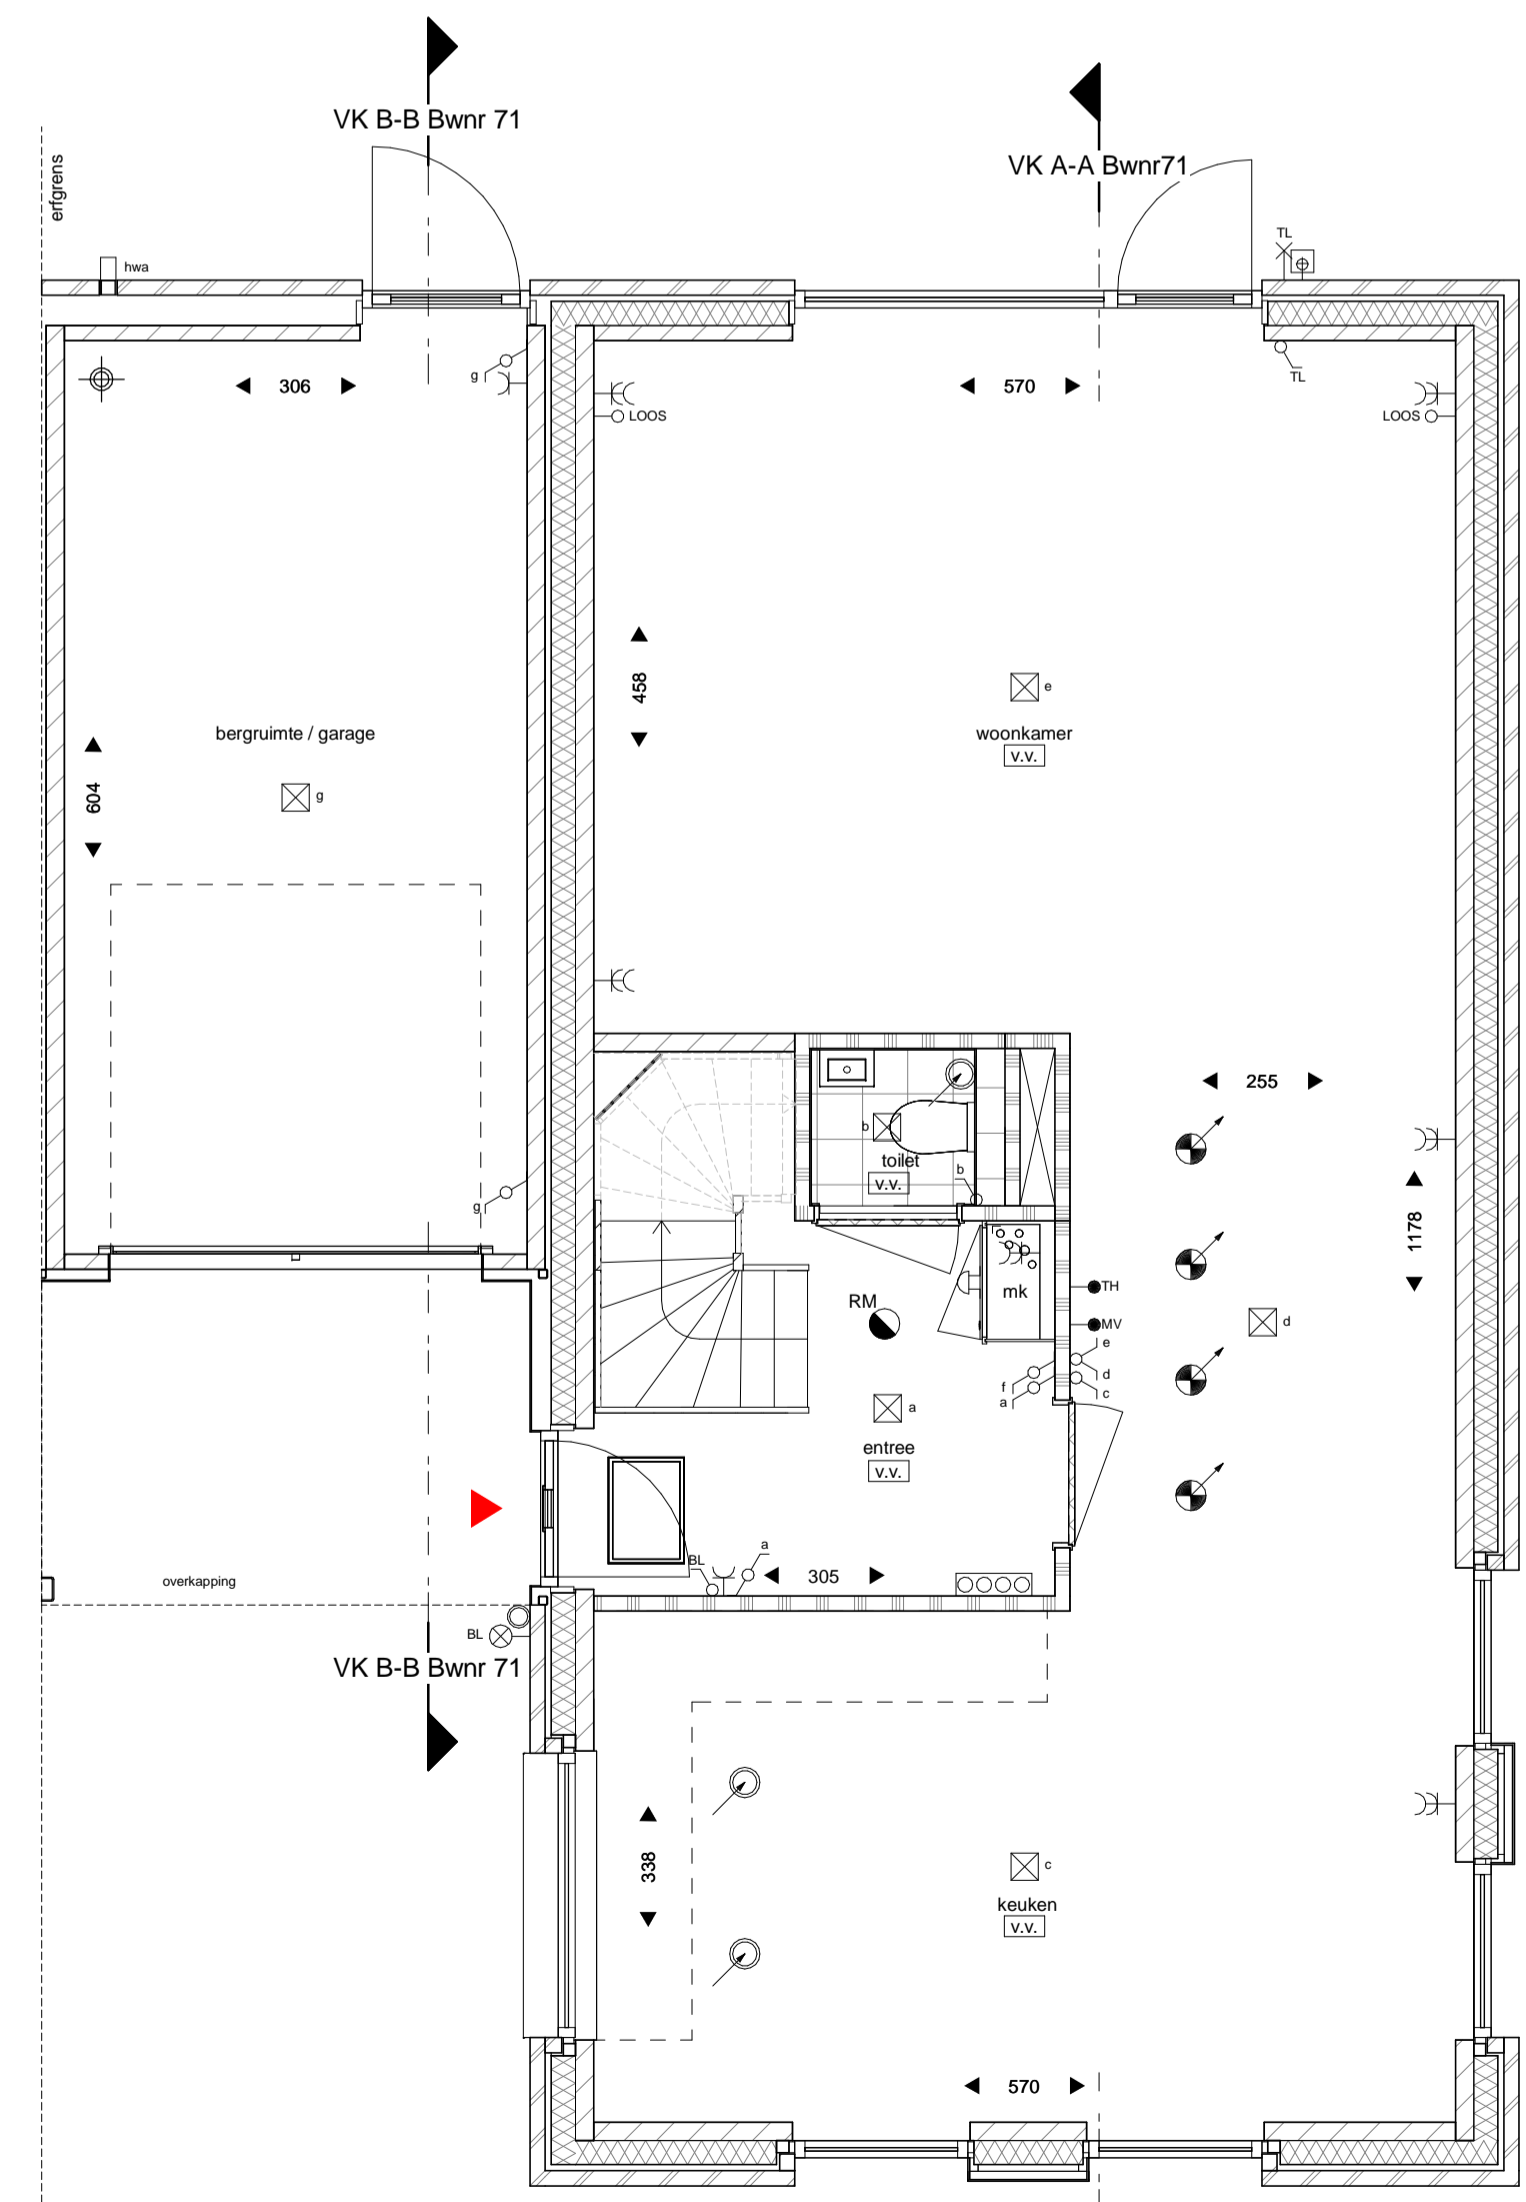 VK B-B Bwnr 71
VK A-A Bwnr71
erfgrens
hwa
TL
g
306
570
TL
LOOS
LOOS
458
e
bergruimte / garage
woonkamer
v.v.
604
g
255
b
toilet
v.v.
b
g
1178
mk
TH
RM
MV
d
e
f
d
a
c
a
entree
v.v.
a
BL
305
overkapping
BL
VK B-B Bwnr 71
338
c
keuken
v.v.
570